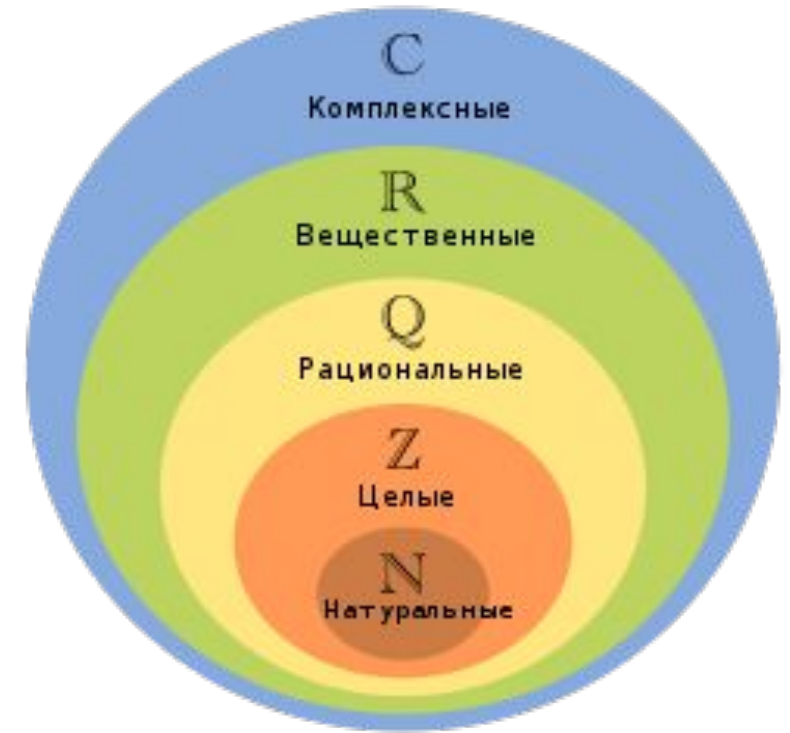 ℂ
Комплексные
ℝ
Вещественные
ℚ
Рациональные
ℤ
Целые
ℕ
Натуральные